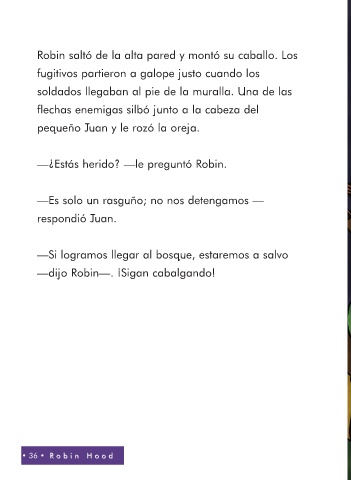 Robin saltó de la alta pared y montó su caballo. Los
fugitivos partieron a galope justo cuando los
soldados llegaban al pie de la muralla. Una de las
flechas enemigas silbó junto a la cabeza del
pequeño Juan y le rozó la oreja.
—¿Estás herido? —le preguntó Robin.
—Es solo un rasguño; no nos detengamos —
respondió Juan.
—Si logramos llegar al bosque, estaremos a salvo
—dijo Robin—. ¡Sigan cabalgando!
• 36 • Robin Hood